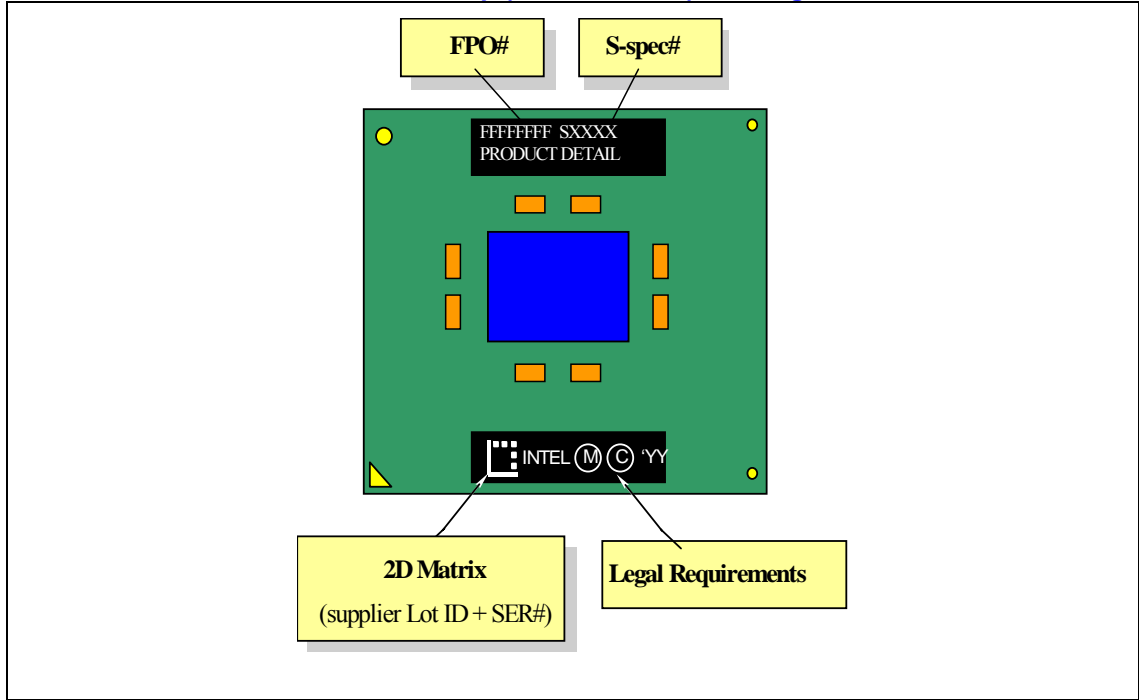 FPO#
S-spec#
FFFFFFFF SXXXX
PRODUCT DETAIL
INTEL Ⓜ Ⓒ ‘YY
2D Matrix
(supplier Lot ID + SER#)
Legal Requirements